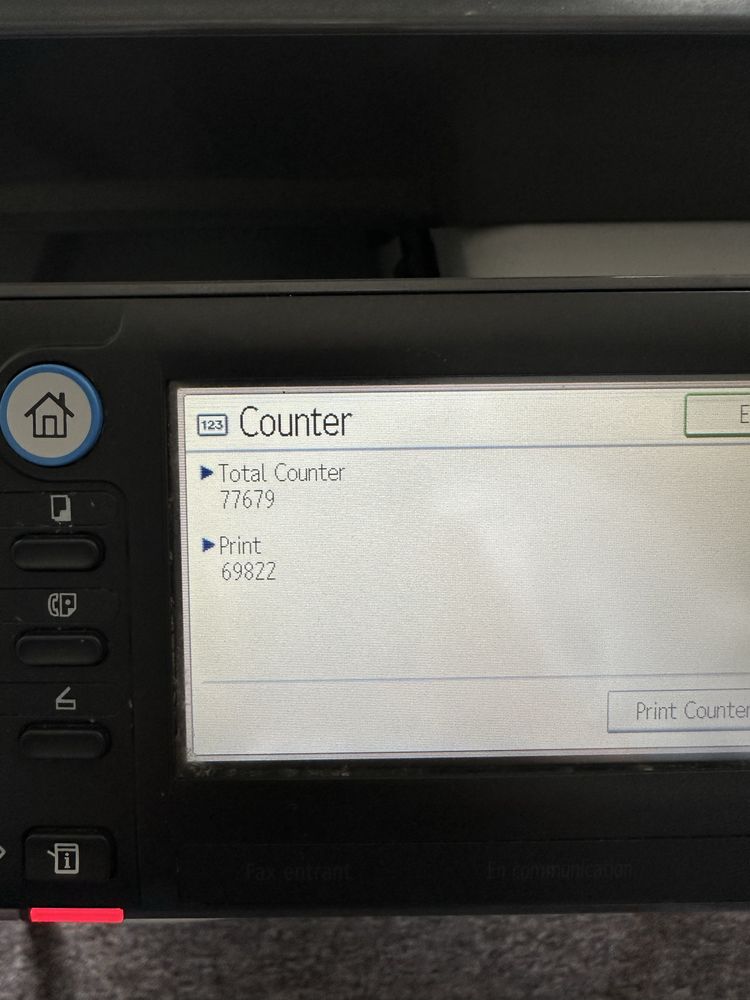 123 Counter
E
Total Counter
77679
Print
69822
Print Counter
Fax entrant
En communication